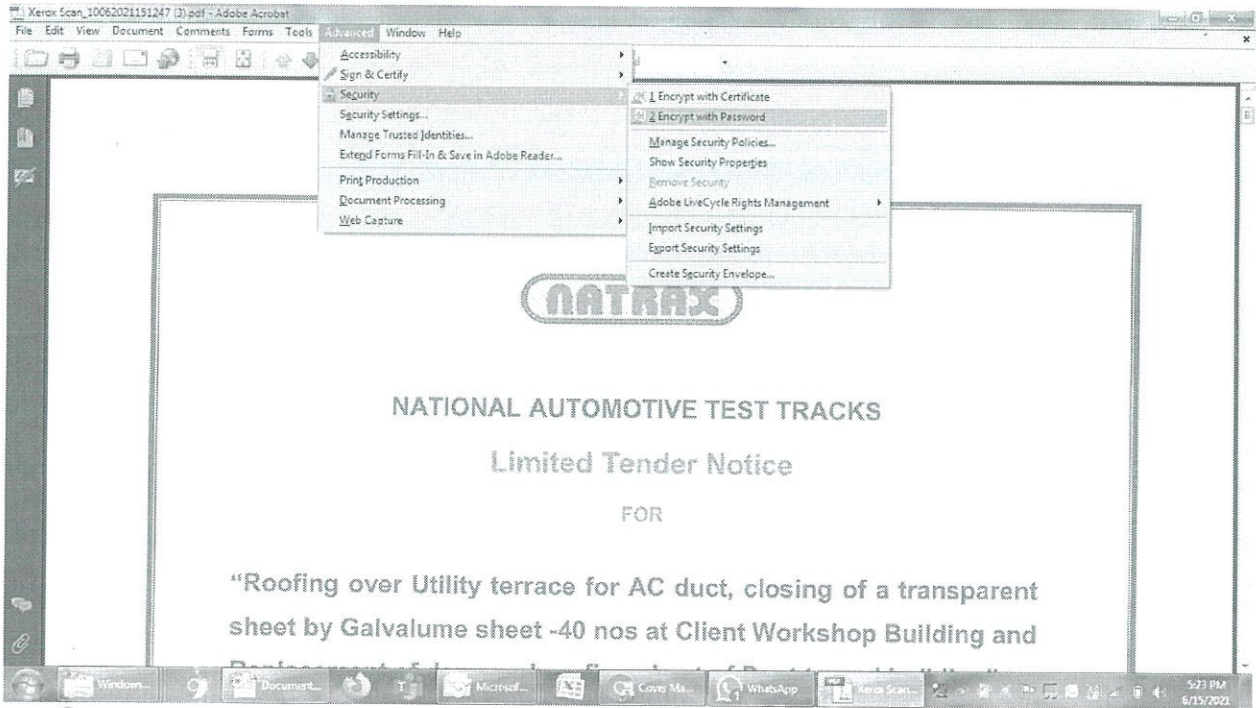 Xerox Scan_10062021151247 (3).pdf - Adobe Acrobat
File Edit View Document Comments Forms Tools Advanced Window Help
Accessibility
Sign & Certify
Security
Security Settings...
Manage Trusted Identities...
Extend Forms Fill-In & Save in Adobe Reader...
Print Production
Document Processing
Web Capture
1 Encrypt with Certificate
2 Encrypt with Password
Manage Security Policies...
Show Security Properties
Remove Security
Adobe LiveCycle Rights Management
Import Security Settings
Export Security Settings
Create Security Envelope...
NATRAX
NATIONAL AUTOMOTIVE TEST TRACKS
Limited Tender Notice
FOR
“Roofing over Utility terrace for AC duct, closing of a transparent
sheet by Galvalume sheet -40 nos at Client Workshop Building and
Windows... Document... Microsof... Cover Ma... WhatsApp Xerox Scan... 5:23 PM
6/15/2021